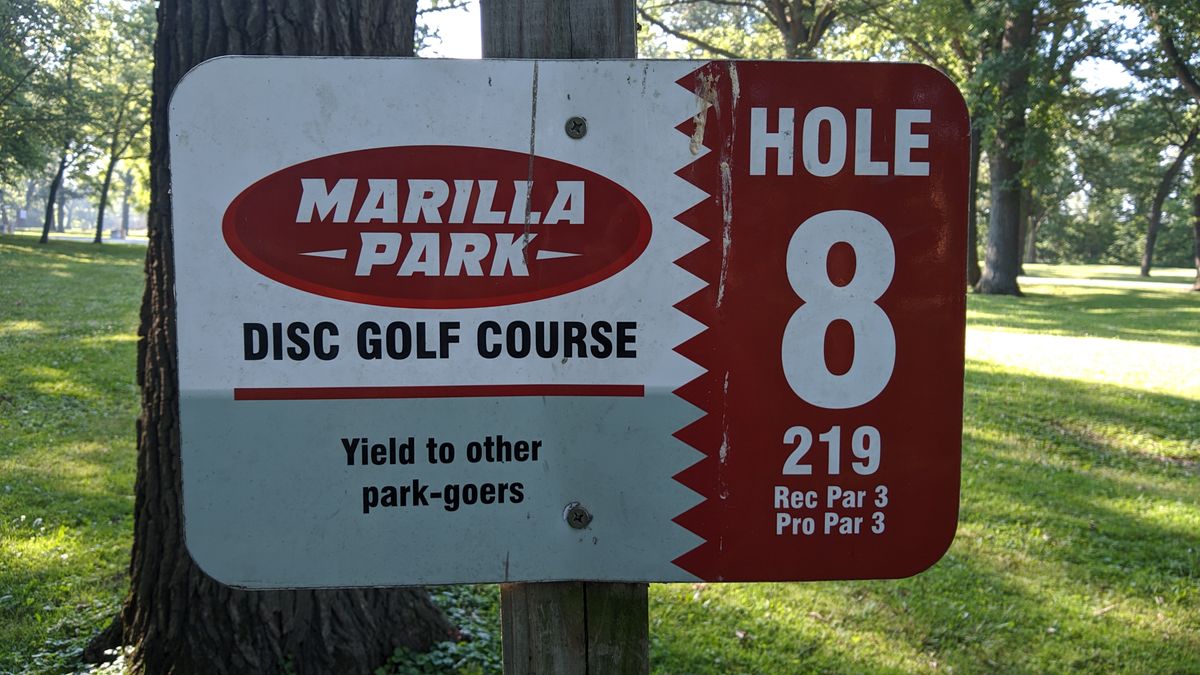 MARILLA
PARK
DISC GOLF COURSE
Yield to other
park-goers
HOLE
8
219
Rec Par 3
Pro Par 3